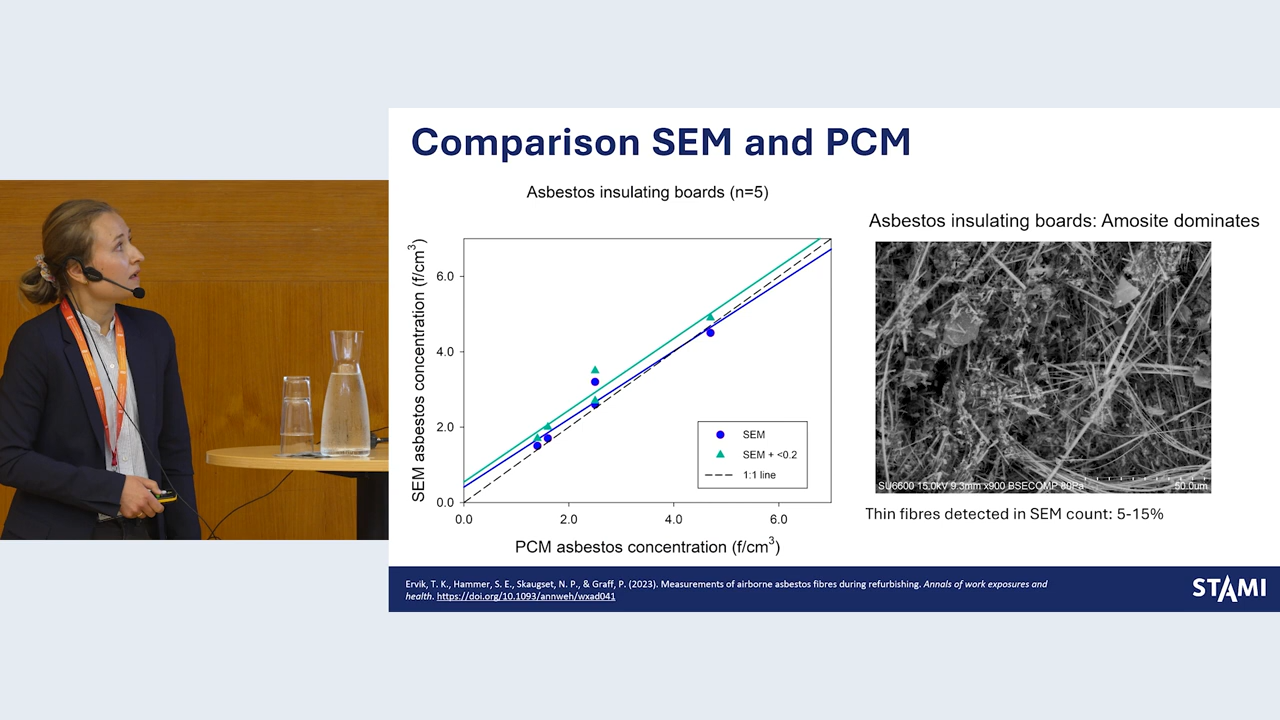 Comparison SEM and PCM
Asbestos insulating boards (n=5)
SEM asbestos concentration (f/cm³)
6.0
4.0
2.0
0.0
0.0 2.0 4.0 6.0
PCM asbestos concentration (f/cm³)
SEM
SEM + <0.2
1:1 line
Asbestos insulating boards: Amosite dominates
SU6600 15.0kV 9.3mm x900 BSECOMP 80Pa 50.0um
Thin fibres detected in SEM count: 5-15%
Ervik, T. K., Hammer, S. E., Skaugset, N. P., & Graff, P. (2023). Measurements of airborne asbestos fibres during refurbishing. Annals of work exposures and
health. https://doi.org/10.1093/annweh/wxad041
STAMI